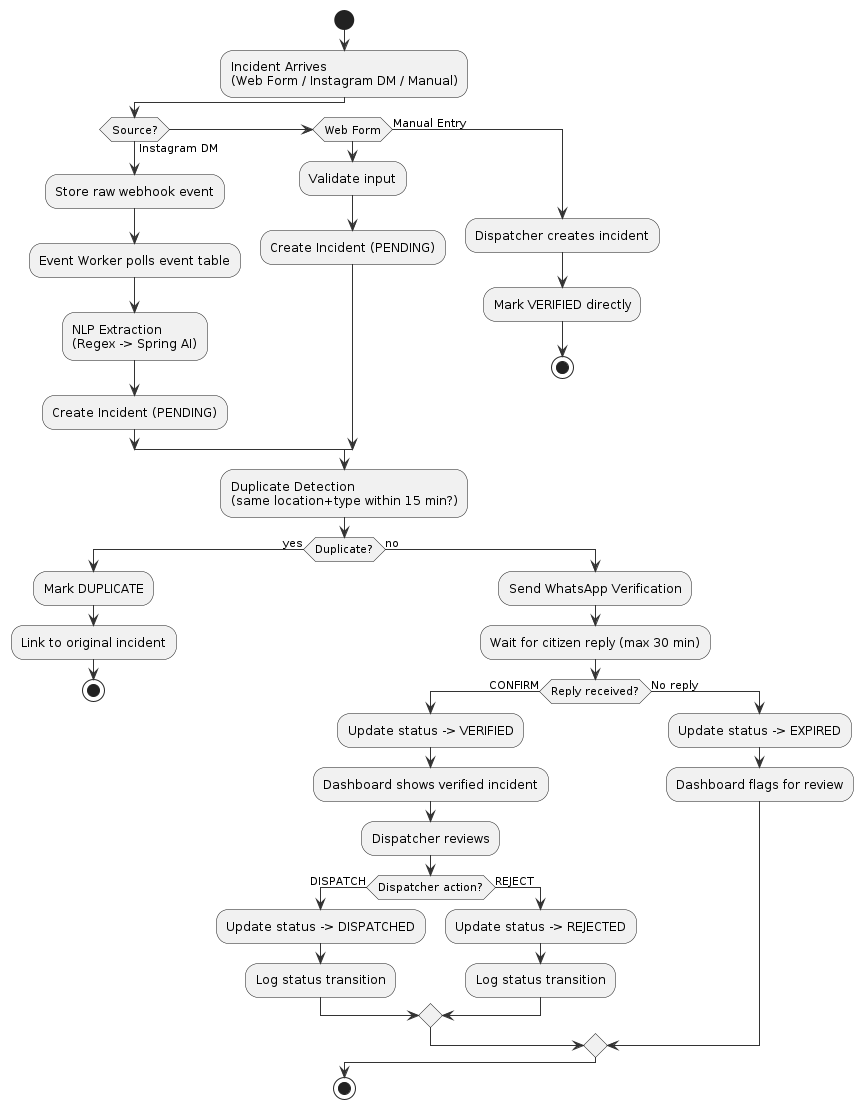 Incident Arrives
(Web Form / Instagram DM / Manual)
Source?
Instagram DM
Web Form
Manual Entry
Store raw webhook event
Event Worker polls event table
NLP Extraction
(Regex -> Spring AI)
Create Incident (PENDING)
Validate input
Create Incident (PENDING)
Dispatcher creates incident
Mark VERIFIED directly
Duplicate Detection
(same location+type within 15 min?)
Duplicate?
yes
no
Mark DUPLICATE
Link to original incident
Send WhatsApp Verification
Wait for citizen reply (max 30 min)
Reply received?
CONFIRM
No reply
Update status -> VERIFIED
Dashboard shows verified incident
Dispatcher reviews
Dispatcher action?
DISPATCH
REJECT
Update status -> DISPATCHED
Log status transition
Update status -> REJECTED
Log status transition
Update status -> EXPIRED
Dashboard flags for review